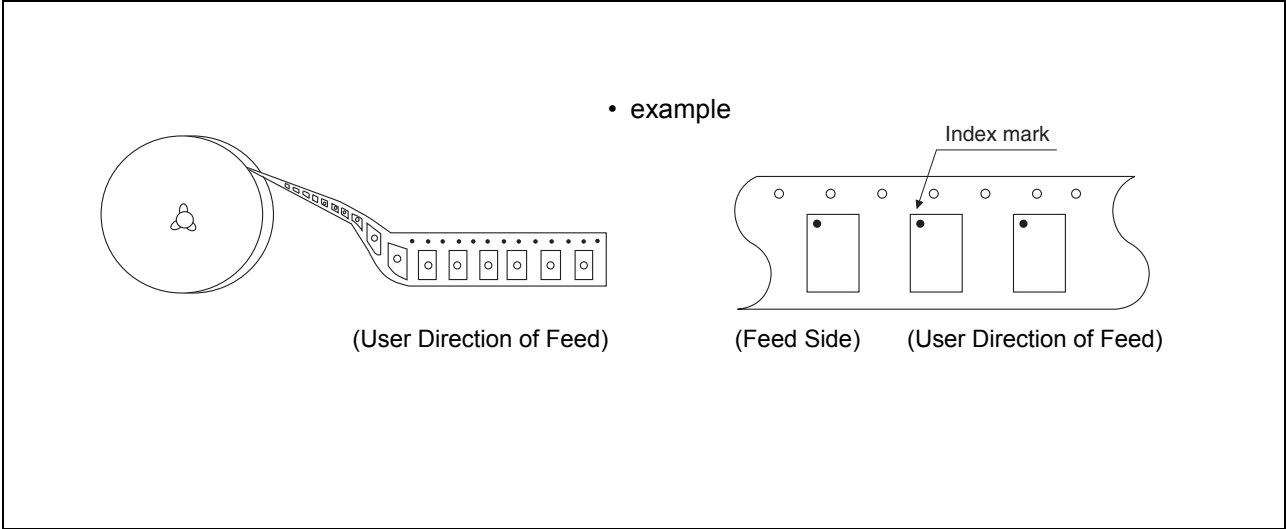 • example
Index mark
(User Direction of Feed)
(Feed Side)
(User Direction of Feed)